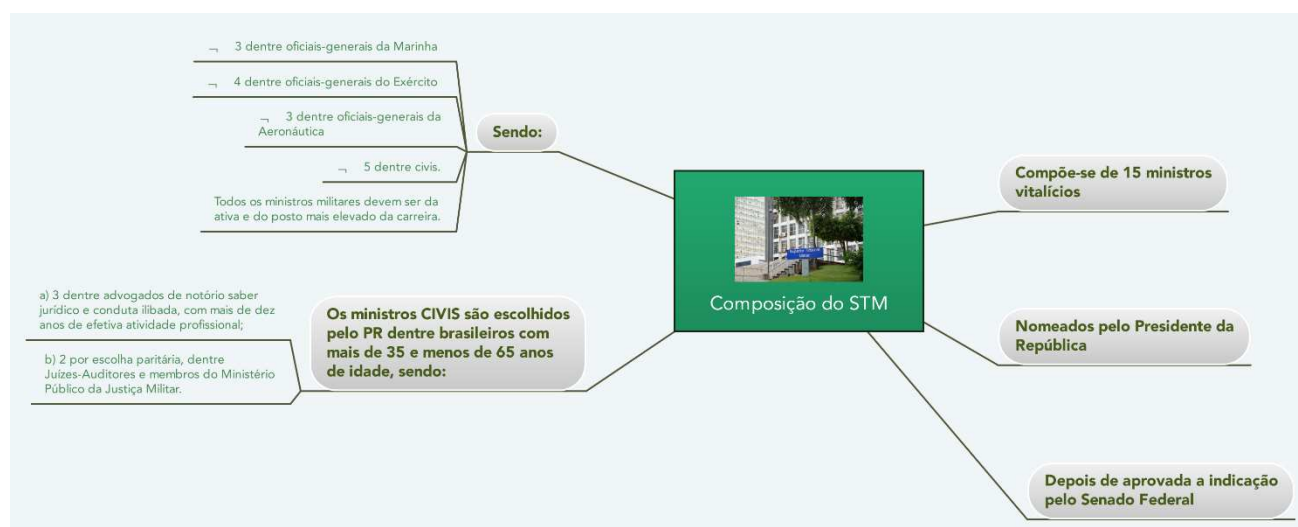 ¬ 3 dentre oficiais-generais da Marinha
¬ 4 dentre oficiais-generais do Exército
¬ 3 dentre oficiais-generais da
Aeronáutica
¬ 5 dentre civis.
Todos os ministros militares devem ser da
ativa e do posto mais elevado da carreira.
Sendo:
a) 3 dentre advogados de notório saber
jurídico e conduta ilibada, com mais de dez
anos de efetiva atividade profissional;
b) 2 por escolha paritária, dentre
Juízes-Auditores e membros do Ministério
Público da Justiça Militar.
Os ministros CIVIS são escolhidos
pelo PR dentre brasileiros com
mais de 35 e menos de 65 anos
de idade, sendo:
Composição do STM
Compõe-se de 15 ministros
vitalícios
Nomeados pelo Presidente da
República
Depois de aprovada a indicação
pelo Senado Federal